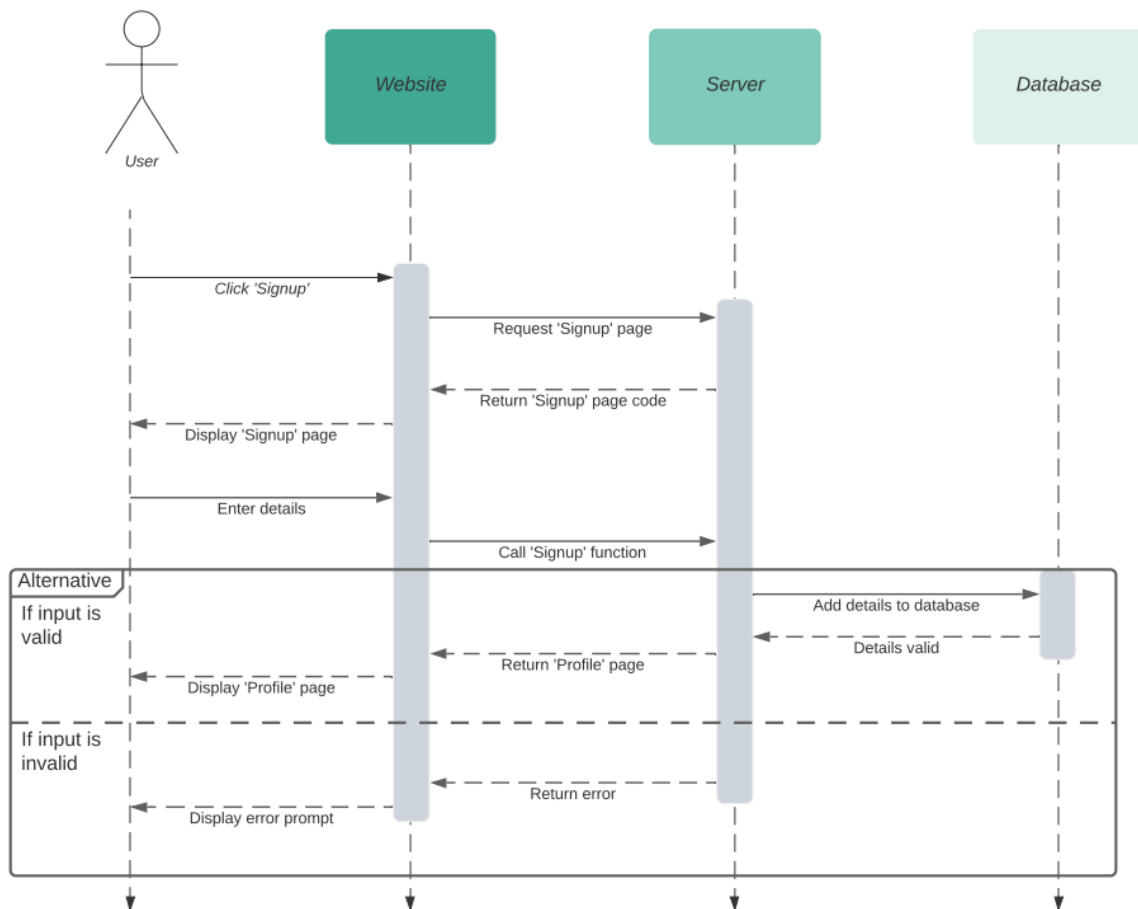 Website
Server
Database
User
Click 'Signup'
Request 'Signup' page
Return 'Signup' page code
Display 'Signup' page
Enter details
Call 'Signup' function
Alternative
If input is
valid
Add details to database
Details valid
Return 'Profile' page
Display 'Profile' page
If input is
invalid
Return error
Display error prompt